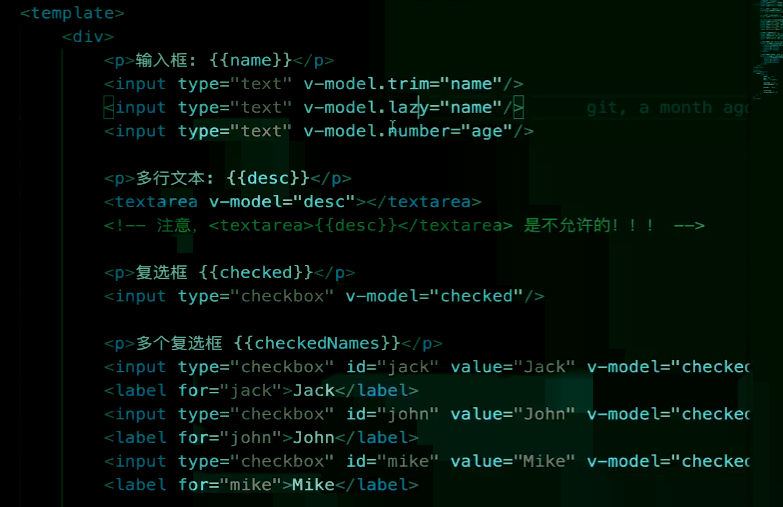 <template>
<div>
<p>输入框: {{name}}</p>
<input type="text" v-model.trim="name"/>
<input type="text" v-model.lazy="name"/> git, a month ago
<input type="text" v-model.number="age"/>
<p>多行文本: {{desc}}</p>
<textarea v-model="desc"></textarea>
<!-- 注意，<textarea>{{desc}}</textarea> 是不允许的！！！ -->
<p>复选框 {{checked}}</p>
<input type="checkbox" v-model="checked"/>
<p>多个复选框 {{checkedNames}}</p>
<input type="checkbox" id="jack" value="Jack" v-model="checked
<label for="jack">Jack</label>
<input type="checkbox" id="john" value="John" v-model="checked
<label for="john">John</label>
<input type="checkbox" id="mike" value="Mike" v-model="checked
<label for="mike">Mike</label>